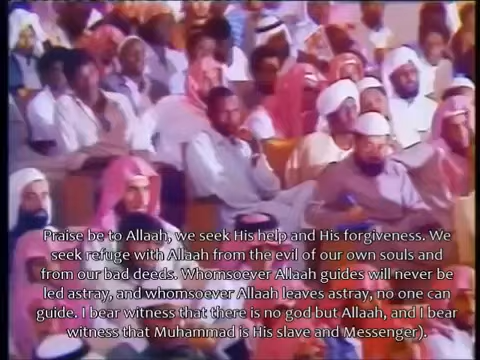 Praise be to Allaah, we seek His help and His forgiveness. We
seek refuge with Allaah from the evil of our own souls and
from our bad deeds. Whomsoever Allaah guides will never be
led astray, and whomsoever Allaah leaves astray, no one can
guide. I bear witness that there is no god but Allaah, and I bear
witness that Muhammad is His slave and Messenger).